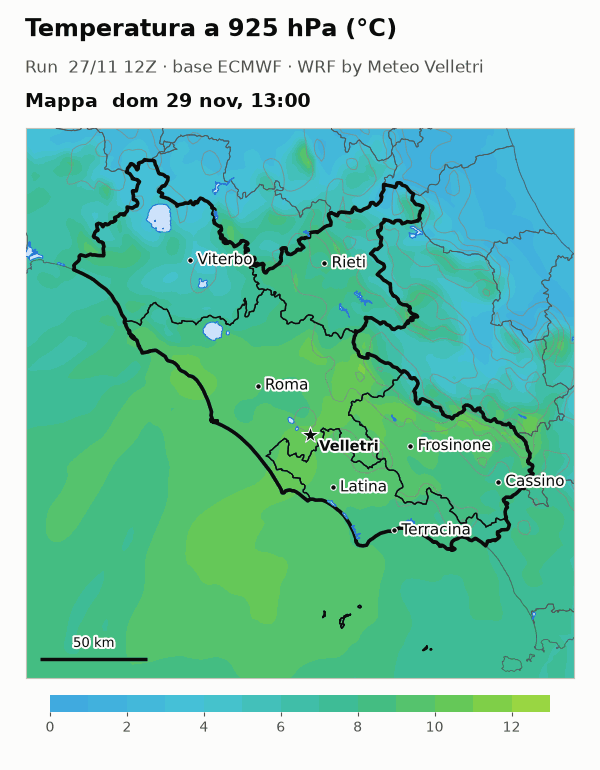 Temperatura a 925 hPa (°C)
Run  27/11 12Z · base ECMWF · WRF by Meteo Velletri
Mappa  dom 29 nov, 13:00
Viterbo
Rieti
Roma
Velletri
Frosinone
Latina
Cassino
Terracina
50 km
0 2 4 6 8 10 12